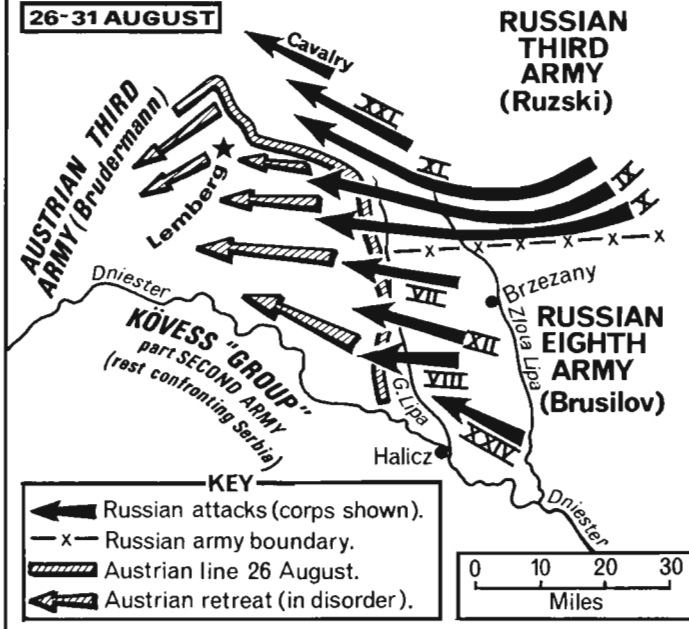 26-31 AUGUST
Cavalry
RUSSIAN
THIRD
ARMY
(Ruzski)
XXI
XI
XI
X
AUSTRIAN THIRD
ARMY (Brudermann)
Lemberg
Dniester
Brzezany
VII
Zlota Lipa
KÖVESS "GROUP"
part SECOND ARMY
(rest confronting Serbia)
XII
RUSSIAN
EIGHTH
ARMY
(Brusilov)
VIII
G. Lipa
XXIV
Halicz
Dniester
KEY
Russian attacks (corps shown).
—x— Russian army boundary.
Austrian line 26 August.
Austrian retreat (in disorder).
0 10 20 30
Miles